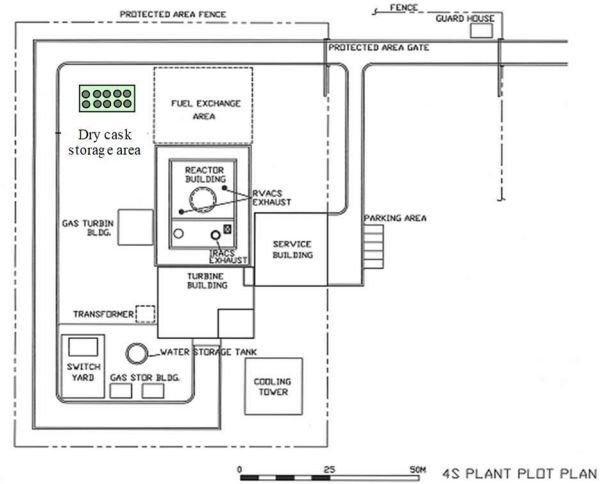 PROTECTED AREA FENCE
FENCE
GUARD HOUSE
PROTECTED AREA GATE
FUEL EXCHANGE
AREA
Dry cask
storage area
REACTOR
BUILDING
RVACS
EXHAUST
GAS TURBIN
BLDG.
PARKING AREA
SERVICE
BUILDING
IRACS
EXHAUST
TURBINE
BUILDING
TRANSFORMER
WATER STORAGE TANK
SWITCH
YARD
GAS STOR BLDG.
COOLING
TOWER
0
25
50M
4S PLANT PLOT PLAN